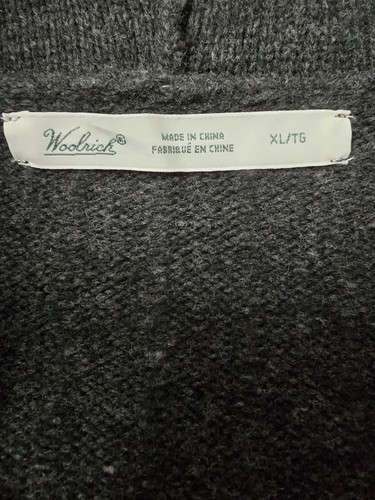 Woolrich®
MADE IN CHINA
FABRIQUÉ EN CHINE
XL/TG